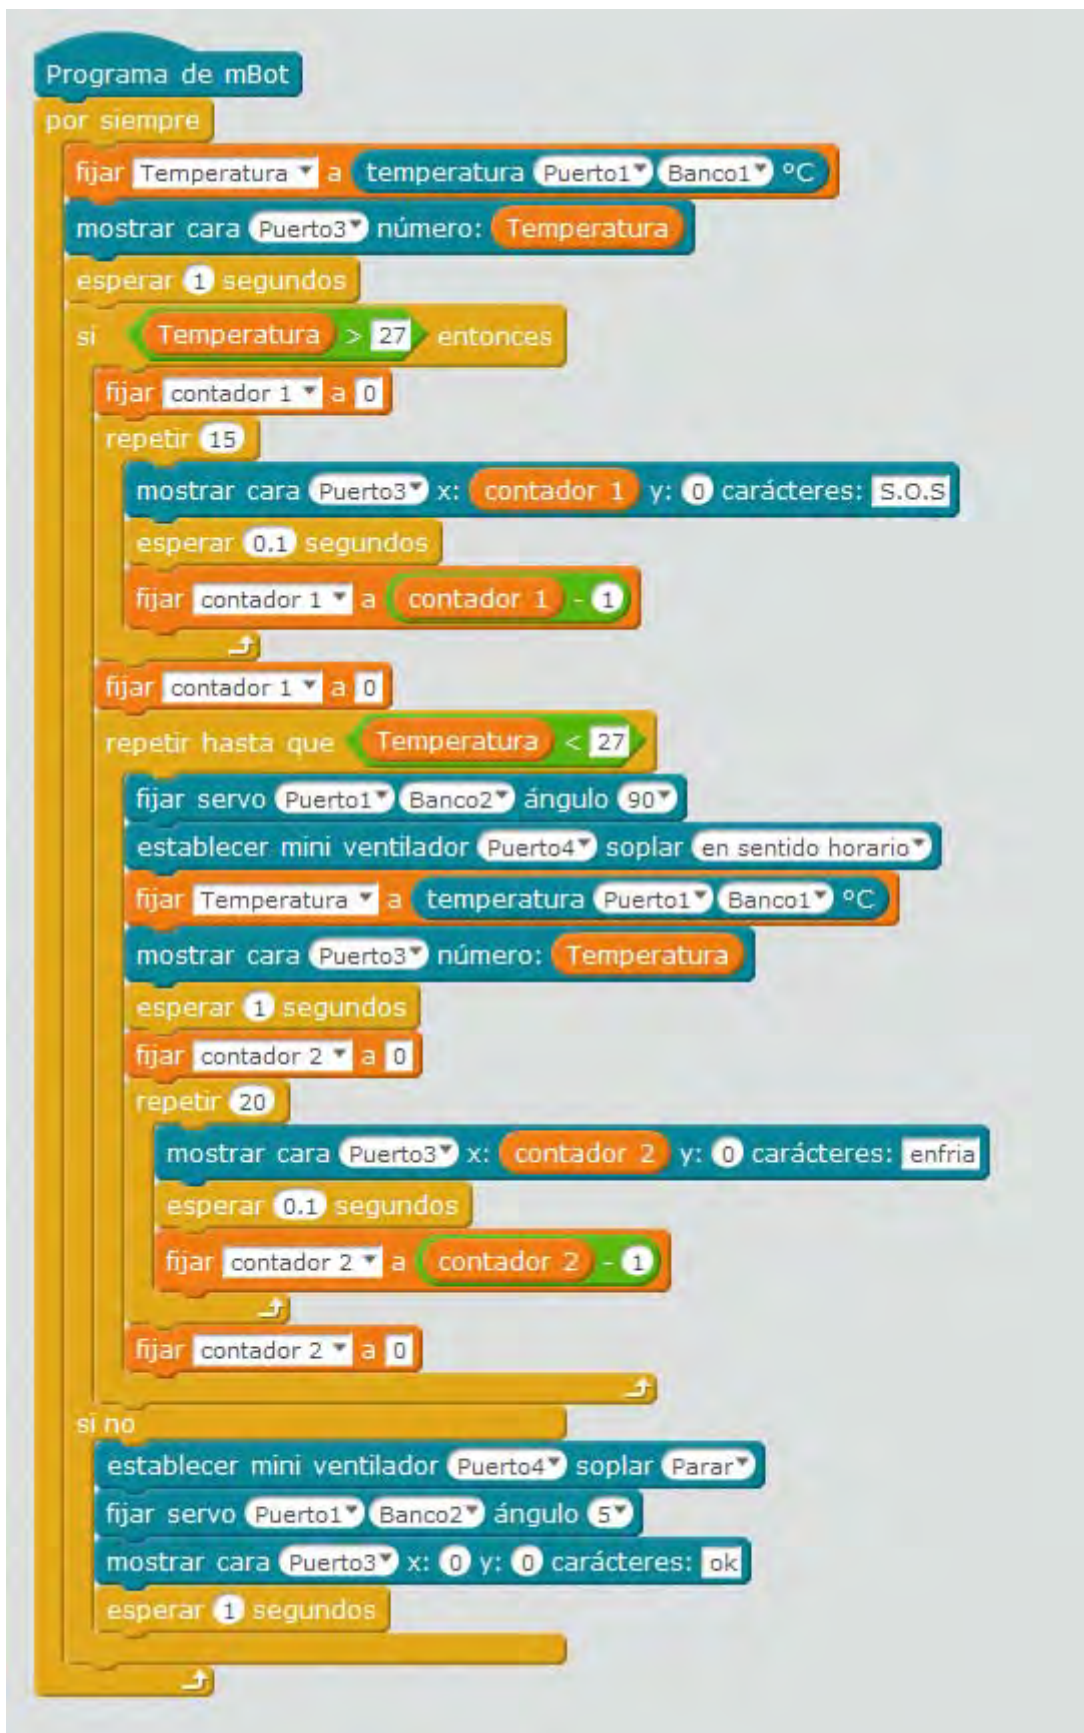 Programa de mBot
por siempre
fijar Temperatura a temperatura Puerto1 Banco1 ºC
mostrar cara Puerto3 número: Temperatura
esperar 1 segundos
si Temperatura > 27 entonces
fijar contador 1 a 0
repetir 15
mostrar cara Puerto3 x: contador 1 y: 0 carácteres: S.O.S
esperar 0.1 segundos
fijar contador 1 a contador 1 - 1
fijar contador 1 a 0
repetir hasta que Temperatura < 27
fijar servo Puerto1 Banco2 ángulo 90
establecer mini ventilador Puerto4 soplar en sentido horario
fijar Temperatura a temperatura Puerto1 Banco1 ºC
mostrar cara Puerto3 número: Temperatura
esperar 1 segundos
fijar contador 2 a 0
repetir 20
mostrar cara Puerto3 x: contador 2 y: 0 carácteres: enfria
esperar 0.1 segundos
fijar contador 2 a contador 2 - 1
fijar contador 2 a 0
si no
establecer mini ventilador Puerto4 soplar Parar
fijar servo Puerto1 Banco2 ángulo 5
mostrar cara Puerto3 x: 0 y: 0 carácteres: ok
esperar 1 segundos